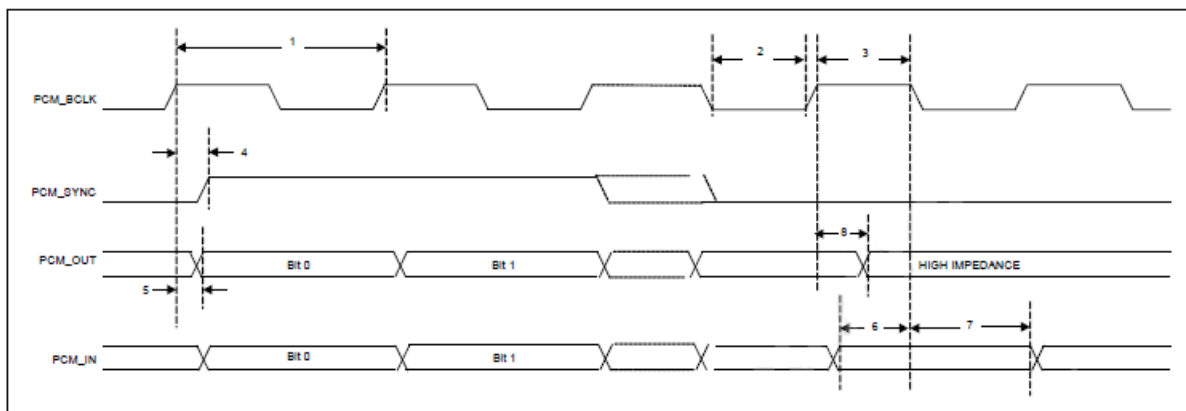 1
2
3
PCM_BCLK
4
PCM_SYNC
8
PCM_OUT
Bit 0
Bit 1
HIGH IMPEDANCE
5
6
7
PCM_IN
Bit 0
Bit 1